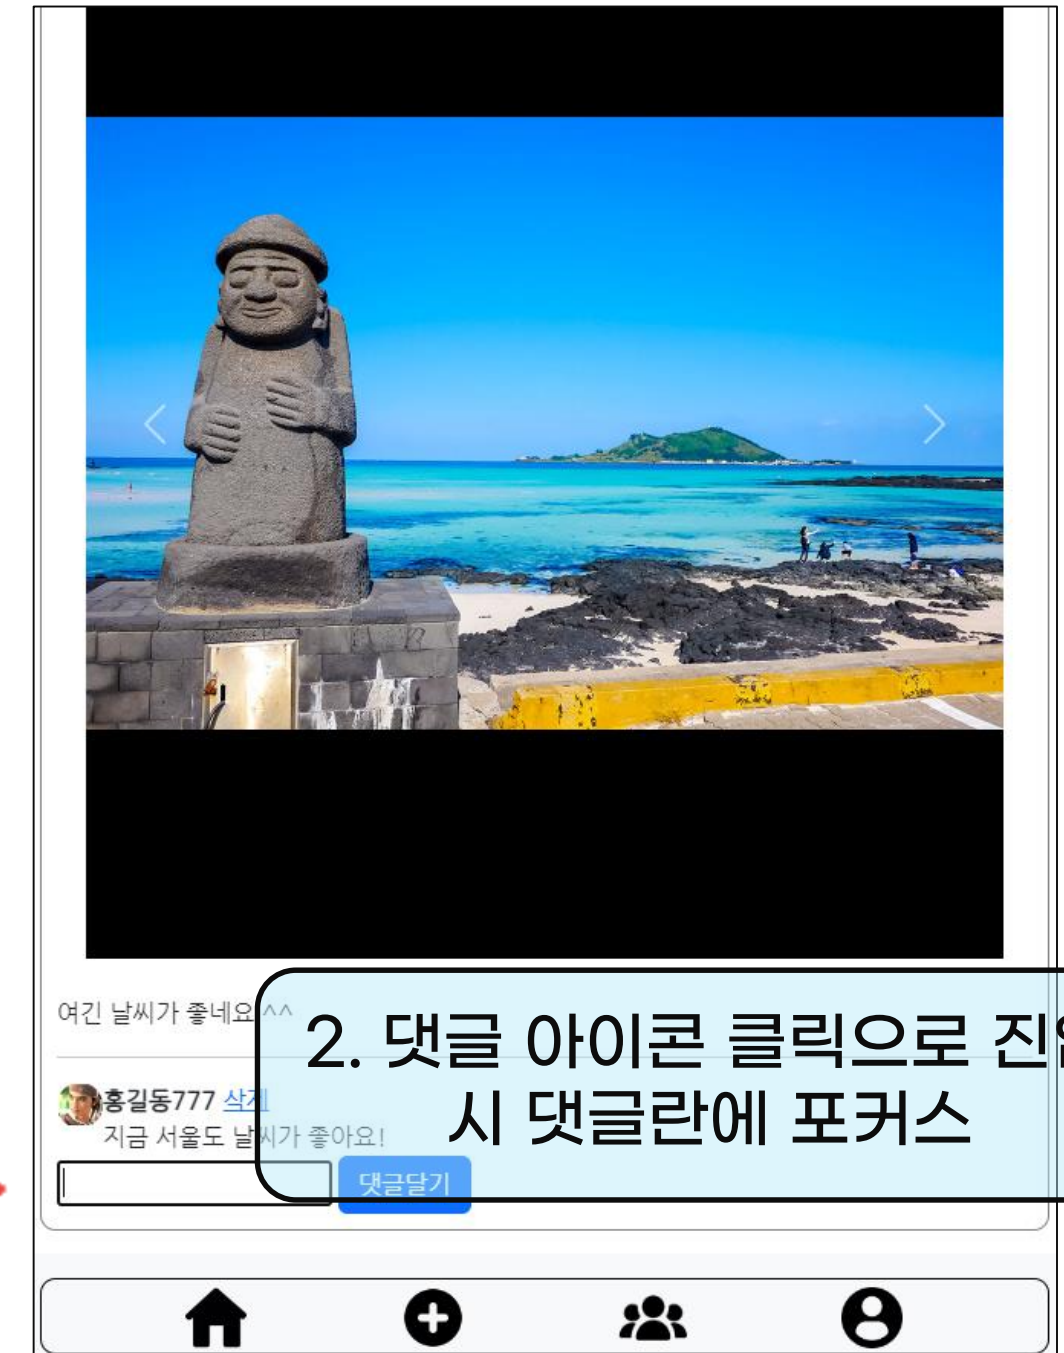 여긴 날씨가 좋네요 ^^
2. 댓글 아이콘 클릭으로
시 댓글란에 포커스
홍길동777 삭제
지금 서울도 날씨가 좋아요!
댓글달기